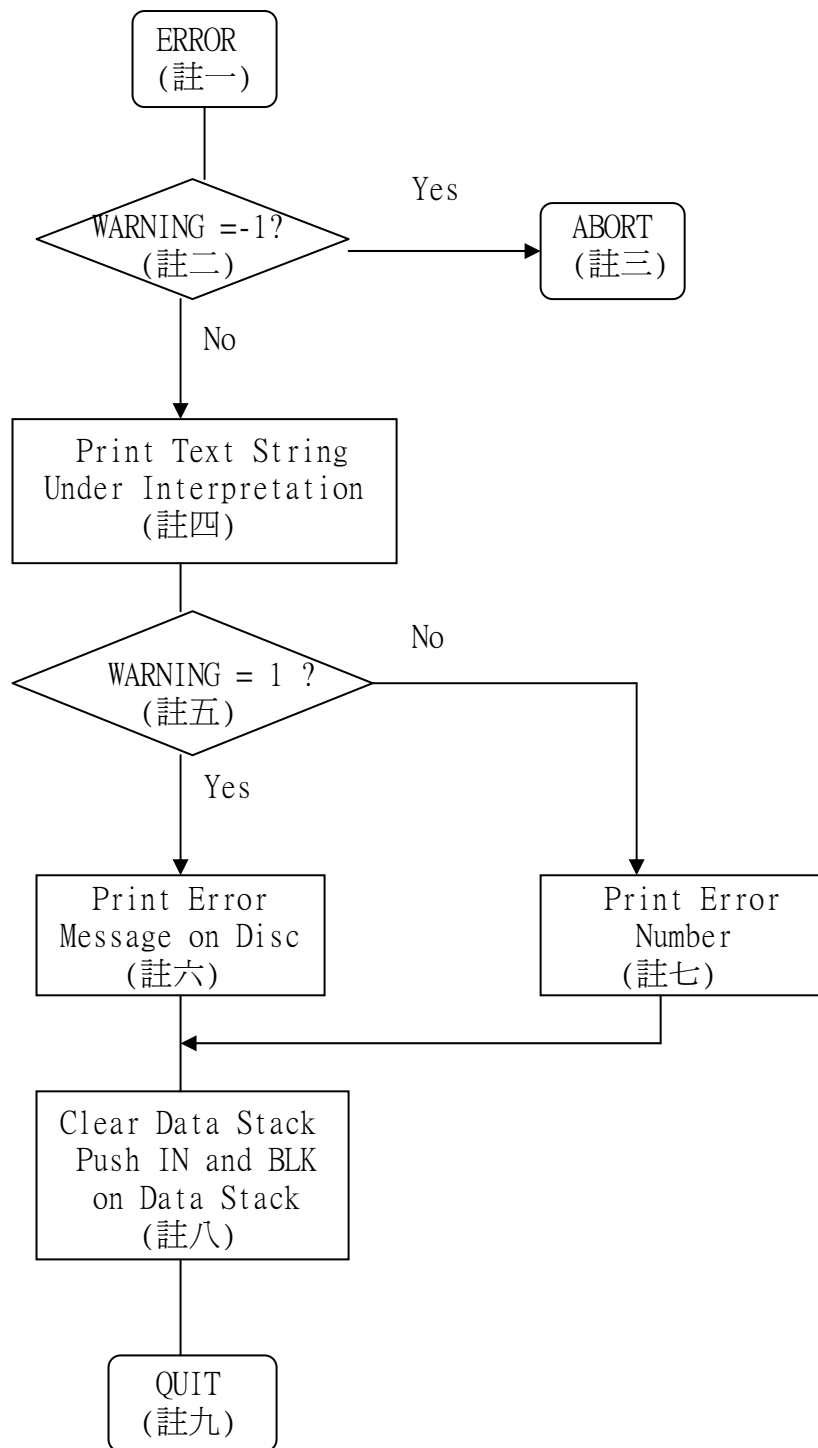 ERROR
(註一)
WARNING =-1?
(註二)
Yes
ABORT
(註三)
No
Print Text String
Under Interpretation
(註四)
WARNING = 1 ?
(註五)
No
Yes
Print Error
Message on Disc
(註六)
Print Error
Number
(註七)
Clear Data Stack
Push IN and BLK
on Data Stack
(註八)
QUIT
(註九)